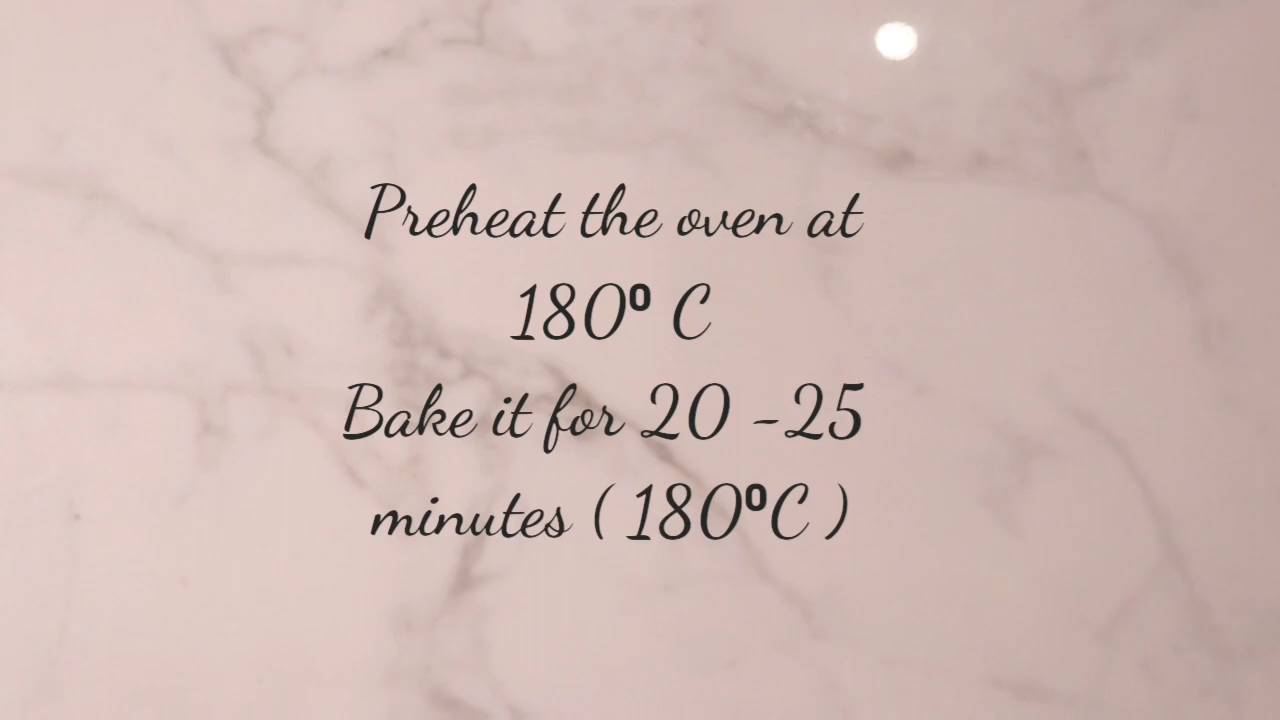 Preheat the oven at
180º C
Bake it for 20 -25
minutes ( 180ºC )